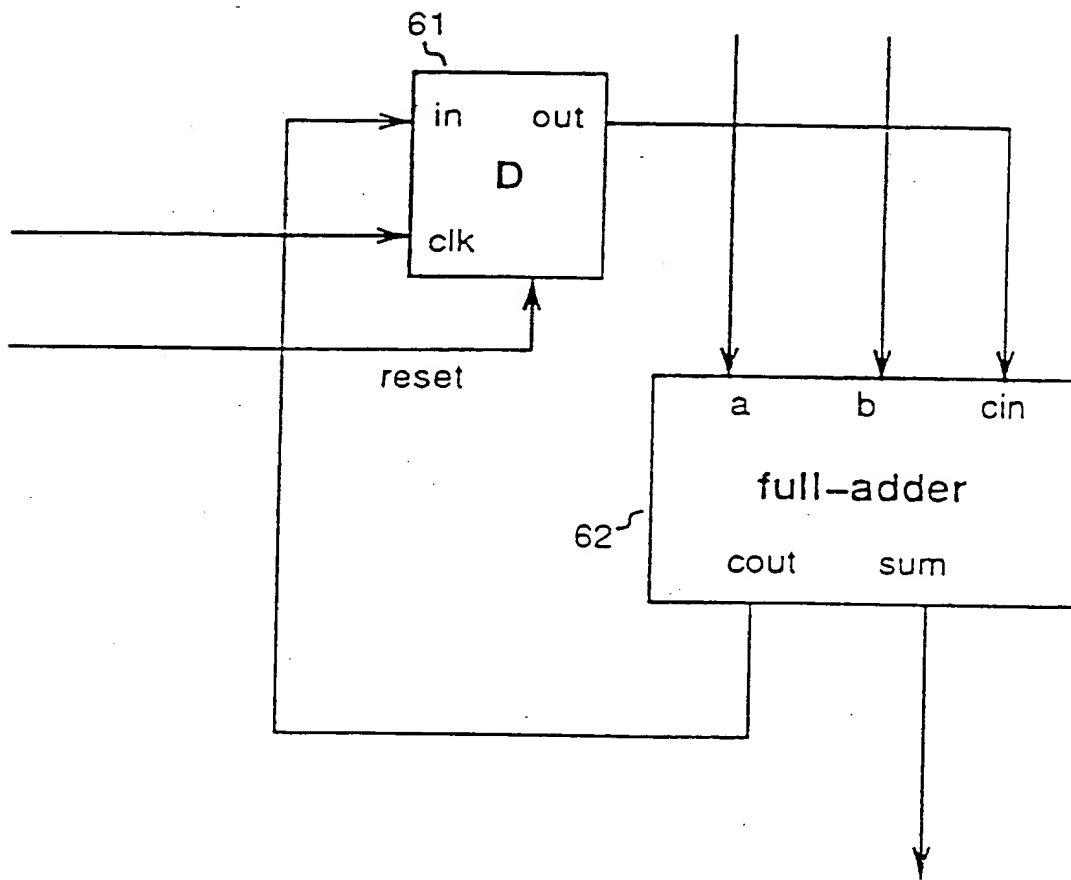 61
in out
D
clk
reset
a b cin
full-adder
62
cout sum